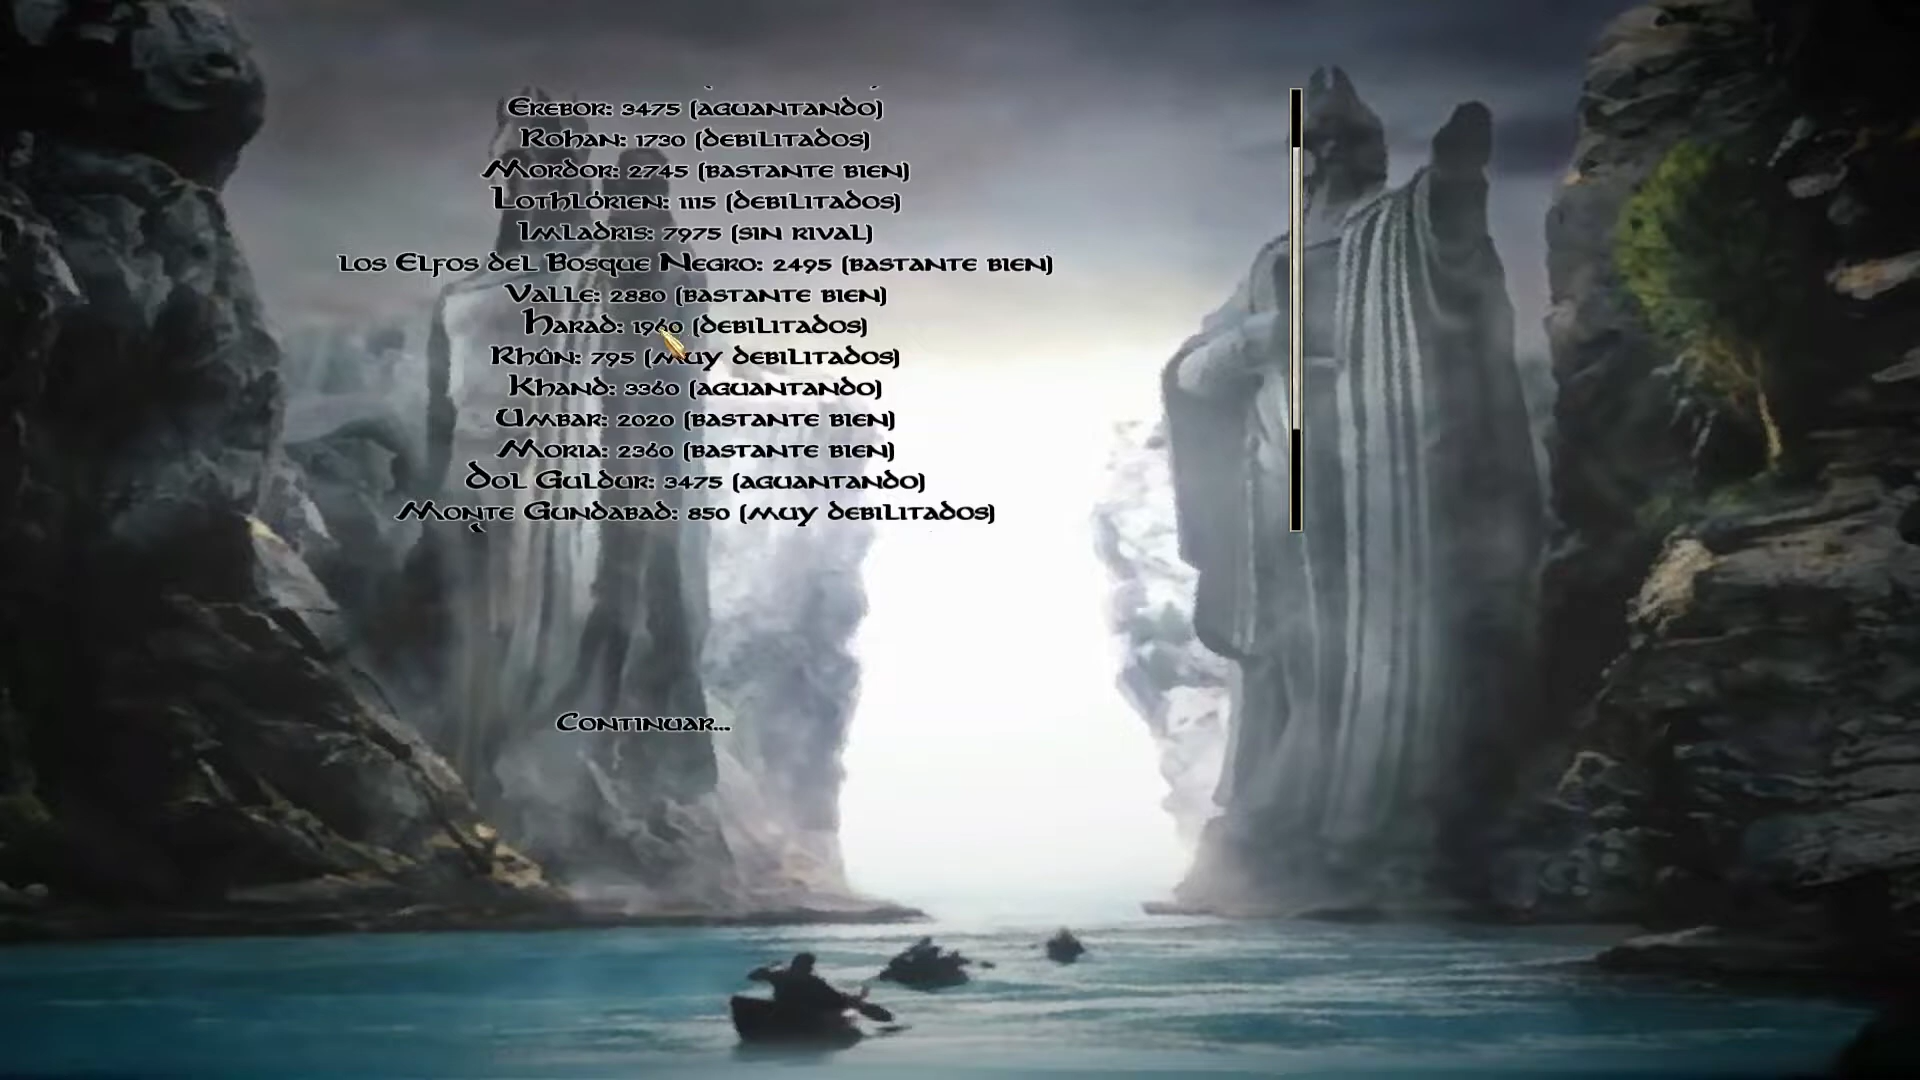 Erebor: 3475 (aguantando)
Rohan: 1730 (debilitados)
Mordor: 2745 (bastante bien)
Lothlórien: 1115 (debilitados)
Imladris: 7975 (sin rival)
los Elfos del Bosque Negro: 2495 (bastante bien)
Valle: 2880 (bastante bien)
Harad: 1960 (debilitados)
Rhûn: 795 (muy debilitados)
Khand: 3360 (aguantando)
Umbar: 2020 (bastante bien)
Moria: 2360 (bastante bien)
Dol Guldur: 3475 (aguantando)
Monte Gundabad: 850 (muy debilitados)
Continuar...